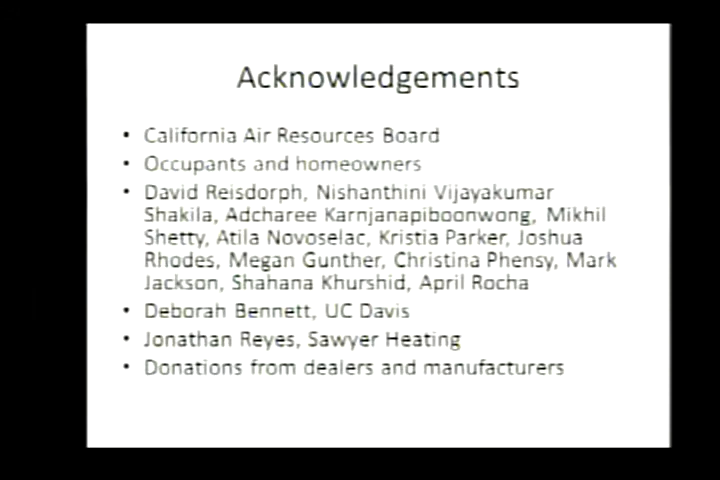 Acknowledgements
• California Air Resources Board
• Occupants and homeowners
• David Reisdorph, Nishanthini Vijayakumar
Shakila, Adcharee Karnjanapiboonwong, Mikhil
Shetty, Atila Novoselac, Kristia Parker, Joshua
Rhodes, Megan Gunther, Christina Phensy, Mark
Jackson, Shahana Khurshid, April Rocha
• Deborah Bennett, UC Davis
• Jonathan Reyes, Sawyer Heating
• Donations from dealers and manufacturers